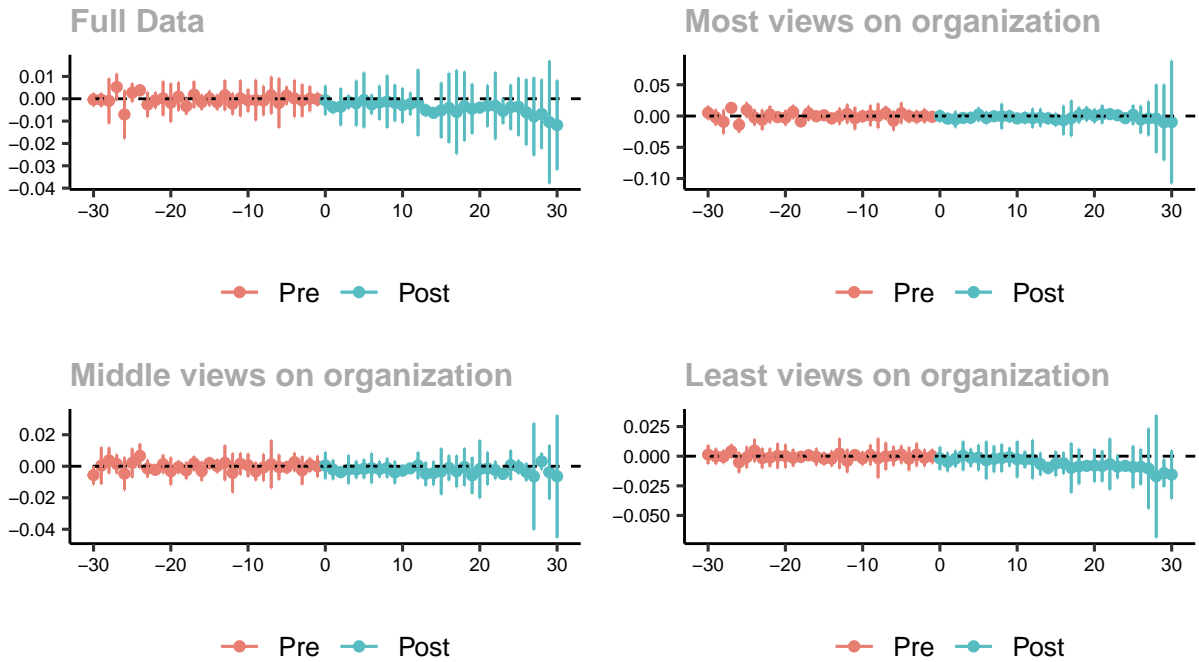 Full Data
0.01
0.00
−0.01
−0.02
−0.03
−0.04
−30 −20 −10 0 10 20 30
Pre Post
Most views on organization
0.05
0.00
−0.05
−0.10
−30 −20 −10 0 10 20 30
Pre Post
Middle views on organization
0.02
0.00
−0.02
−0.04
−30 −20 −10 0 10 20 30
Pre Post
Least views on organization
0.025
0.000
−0.025
−0.050
−30 −20 −10 0 10 20 30
Pre Post